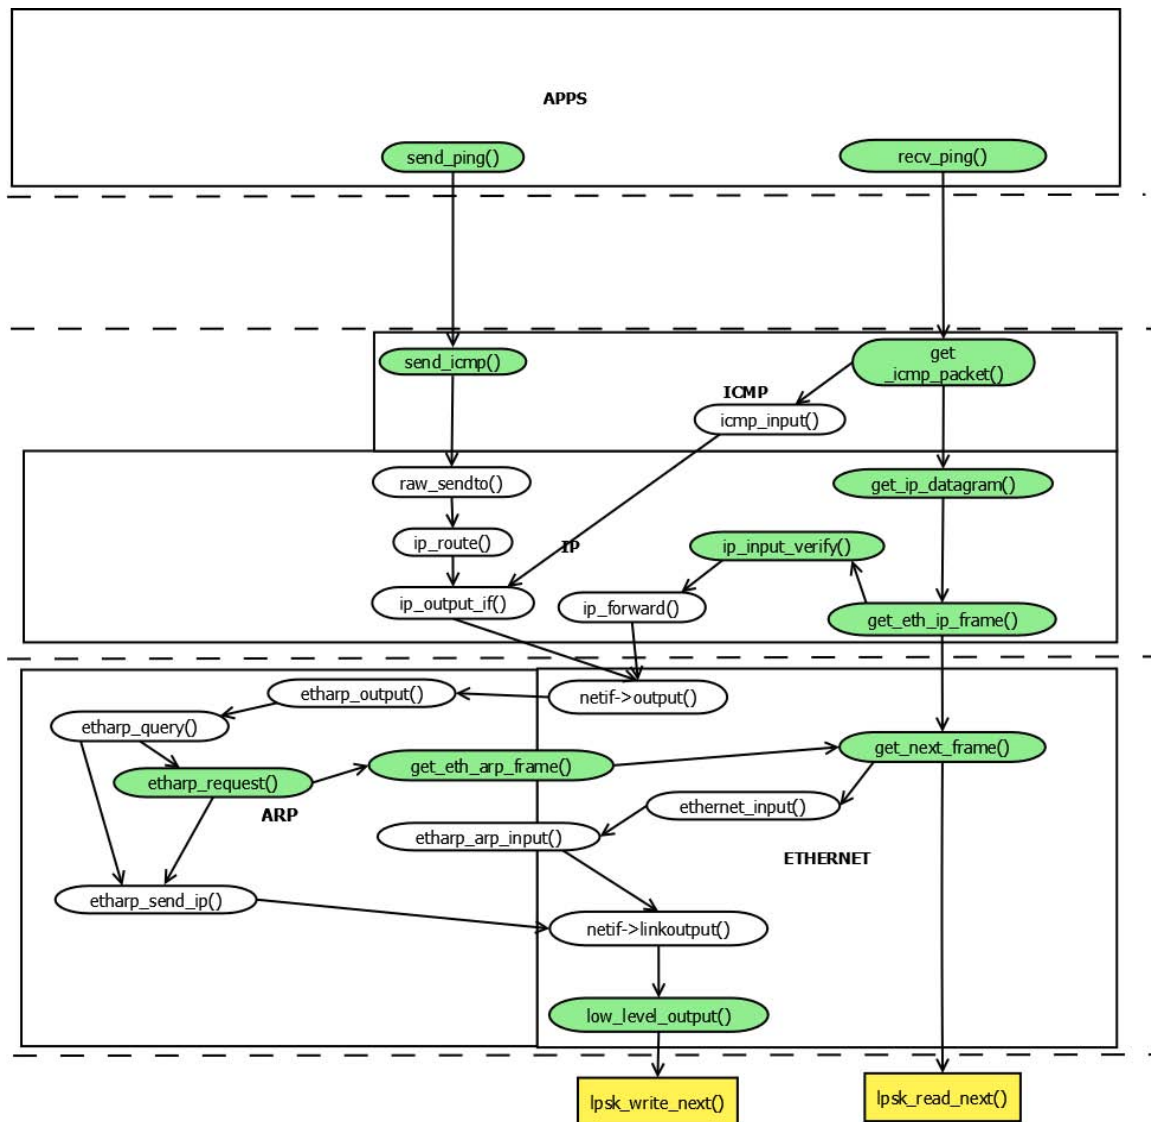 APPS
send_ping()
recv_ping()
send_icmp()
get
_icmp_packet()
ICMP
icmp_input()
raw_sendto()
get_ip_datagram()
ip_route()
IP
ip_input_verify()
ip_output_if()
ip_forward()
get_eth_ip_frame()
etharp_output()
netif->output()
etharp_query()
get_next_frame()
get_eth_arp_frame()
etharp_request()
ARP
ethernet_input()
etharp_arp_input()
ETHERNET
etharp_send_ip()
netif->linkoutput()
low_level_output()
lpsk_write_next()
lpsk_read_next()